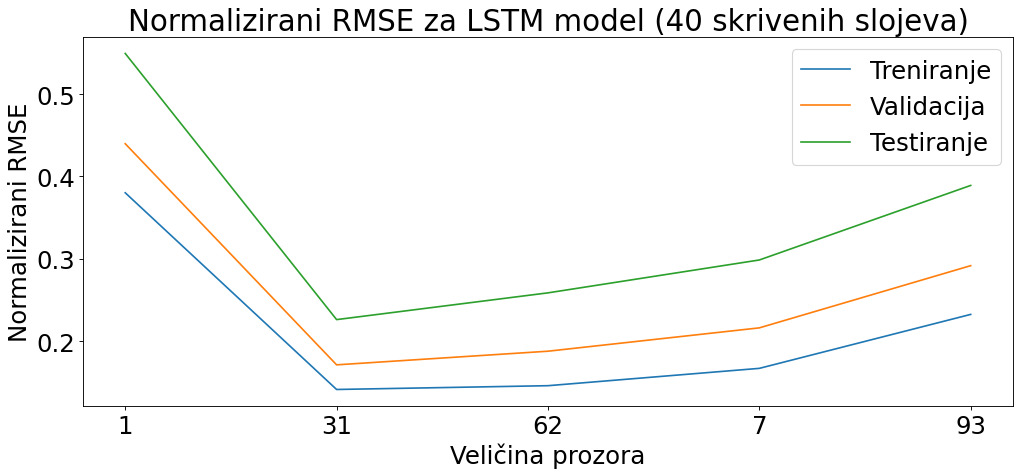 Normalizirani RMSE za LSTM model (40 skrivenih slojeva)
Treniranje
Validacija
Testiranje
Normalizirani RMSE
0.5
0.4
0.3
0.2
1 31 62 7 93
Veličina prozora